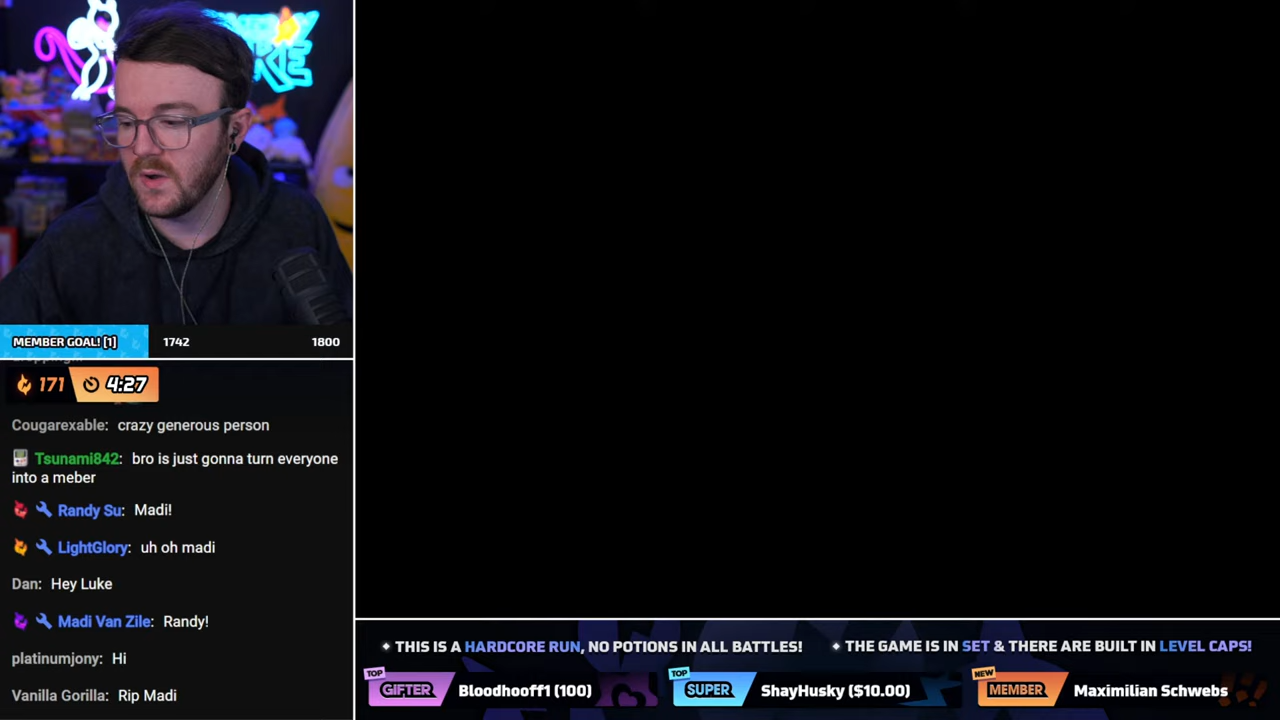 MEMBER GOAL! [1] 1742 1800
171 4:27
Cougarexable: crazy generous person
Tsunami842: bro is just gonna turn everyone
into a meber
Randy Su: Madi!
LightGlory: uh oh madi
Dan: Hey Luke
Madi Van Zile: Randy!
platinumjony: Hi
Vanilla Gorilla: Rip Madi
THIS IS A HARDCORE RUN, NO POTIONS IN ALL BATTLES! THE GAME IS IN SET & THERE ARE BUILT IN LEVEL CAPS!
TOP GIFTER Bloodhooff1 (100) TOP SUPER ShayHusky ($10.00) NEW MEMBER Maximilian Schwebs